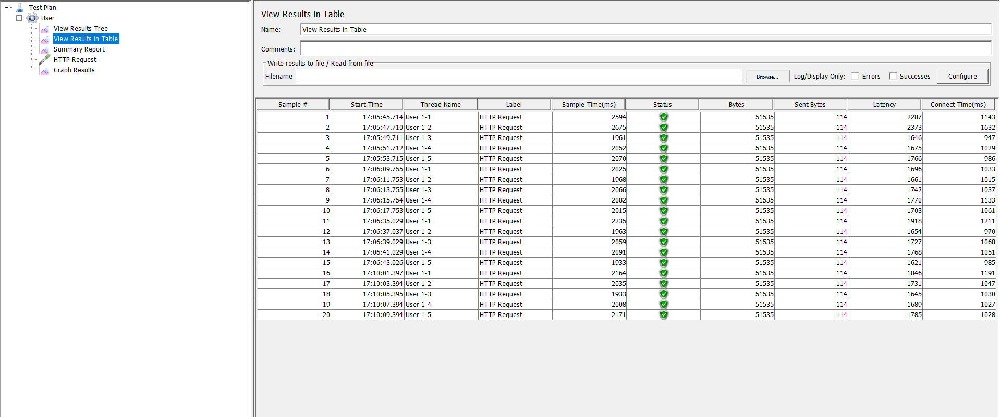 Test Plan
User
View Results Tree
View Results in Table
Summary Report
HTTP Request
Graph Results
View Results in Table
Name: View Results in Table
Comments:
Write results to file / Read from file
Filename Browse... Log/Display Only: Errors Successes Configure
Sample # Start Time Thread Name Label Sample Time(ms) Status Bytes Sent Bytes Latency Connect Time(ms)
1 17:05:45.714 User 1-1 HTTP Request 2594 51535 114 2287 1143
2 17:05:47.710 User 1-2 HTTP Request 2675 51535 114 2373 1632
3 17:05:49.711 User 1-3 HTTP Request 1961 51535 114 1646 947
4 17:05:51.712 User 1-4 HTTP Request 2052 51535 114 1675 1029
5 17:05:53.715 User 1-5 HTTP Request 2070 51535 114 1766 986
6 17:06:09.755 User 1-1 HTTP Request 2025 51535 114 1696 1033
7 17:06:11.753 User 1-2 HTTP Request 1968 51535 114 1661 1015
8 17:06:13.755 User 1-3 HTTP Request 2066 51535 114 1742 1037
9 17:06:15.754 User 1-4 HTTP Request 2082 51535 114 1770 1133
10 17:06:17.753 User 1-5 HTTP Request 2015 51535 114 1703 1061
11 17:06:35.029 User 1-1 HTTP Request 2235 51535 114 1918 1211
12 17:06:37.037 User 1-2 HTTP Request 1963 51535 114 1654 970
13 17:06:39.029 User 1-3 HTTP Request 2059 51535 114 1727 1068
14 17:06:41.029 User 1-4 HTTP Request 2091 51535 114 1768 1051
15 17:06:43.026 User 1-5 HTTP Request 1933 51535 114 1621 985
16 17:10:01.397 User 1-1 HTTP Request 2164 51535 114 1846 1191
17 17:10:03.394 User 1-2 HTTP Request 2035 51535 114 1731 1047
18 17:10:05.395 User 1-3 HTTP Request 1933 51535 114 1645 1030
19 17:10:07.394 User 1-4 HTTP Request 2008 51535 114 1689 1027
20 17:10:09.394 User 1-5 HTTP Request 2171 51535 114 1785 1028